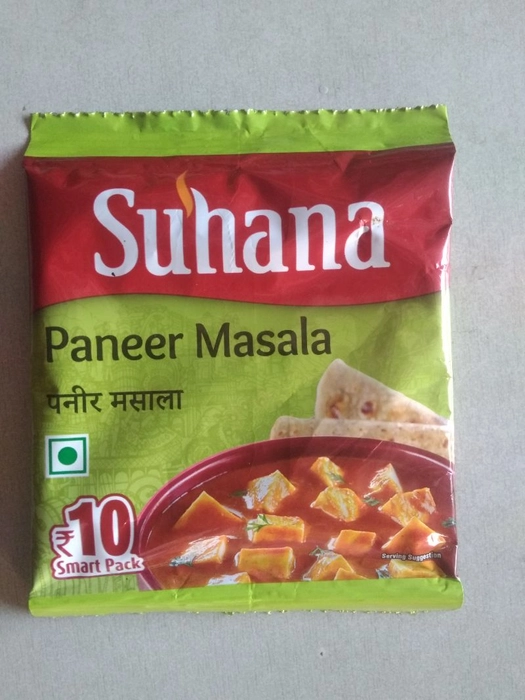 Suhana
Paneer Masala
पनीर मसाला
₹10
Smart Pack
Serving Suggestion